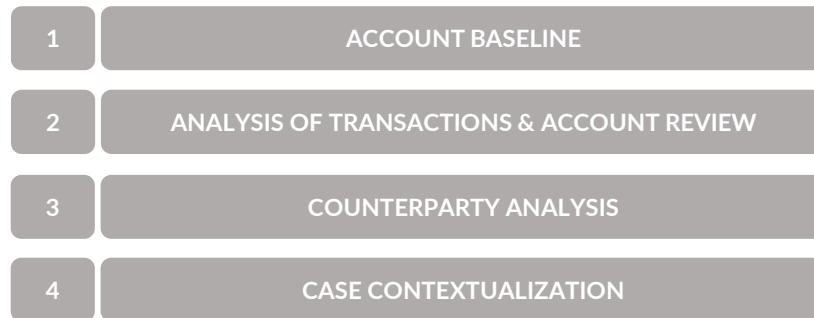 1 ACCOUNT BASELINE
2 ANALYSIS OF TRANSACTIONS & ACCOUNT REVIEW
3 COUNTERPARTY ANALYSIS
4 CASE CONTEXTUALIZATION